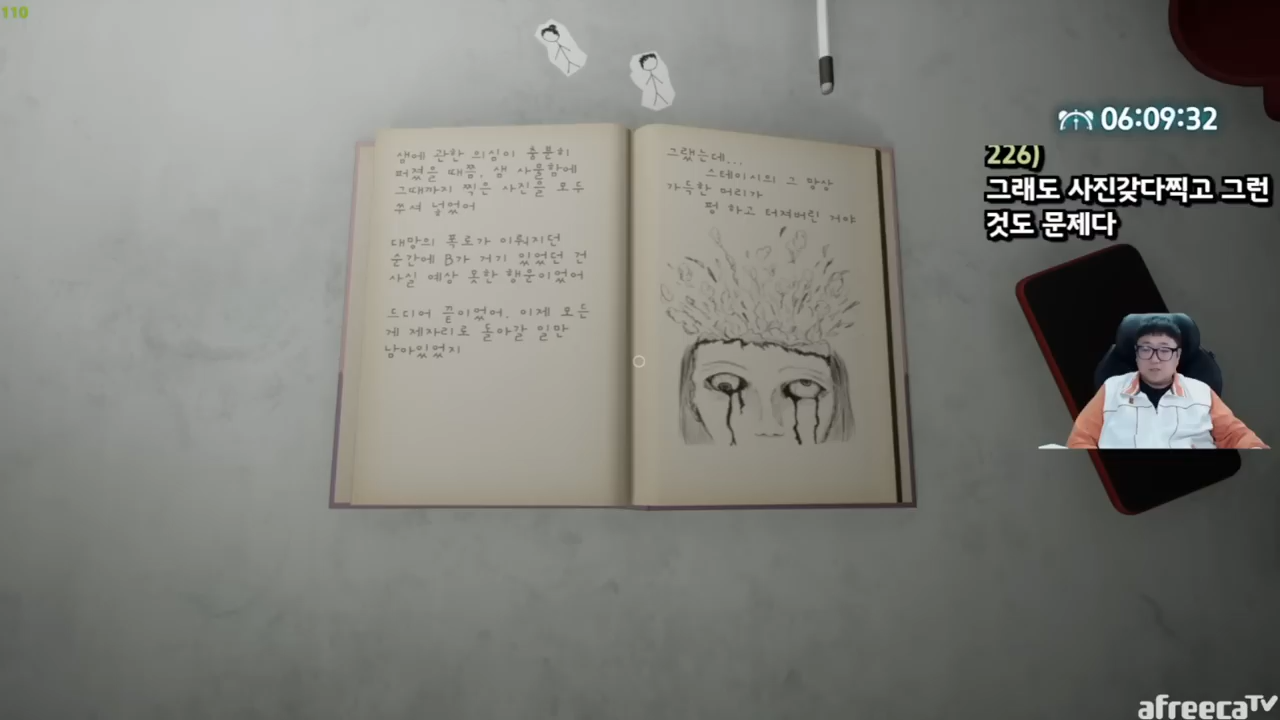 110
06:09:32
226)
그래도 사진갖다찍고 그런
것도 문제다
샘에 관한 의심이 충분히
퍼졌을 때쯤, 샘 사물함에
그때까지 찍은 사진을 모두
쑤셔 넣었어
대망의 폭로가 이뤄지던
순간에 B가 거기 있었던 건
사실 예상 못한 행운이었어
드디어 끝이었어. 이제 모든
게 제자리로 돌아갈 일만
남아있었지
그랬는데...
스테이시의 그 망상
가득한 머리가
펑 하고 터져버린 거야
afreecaTV